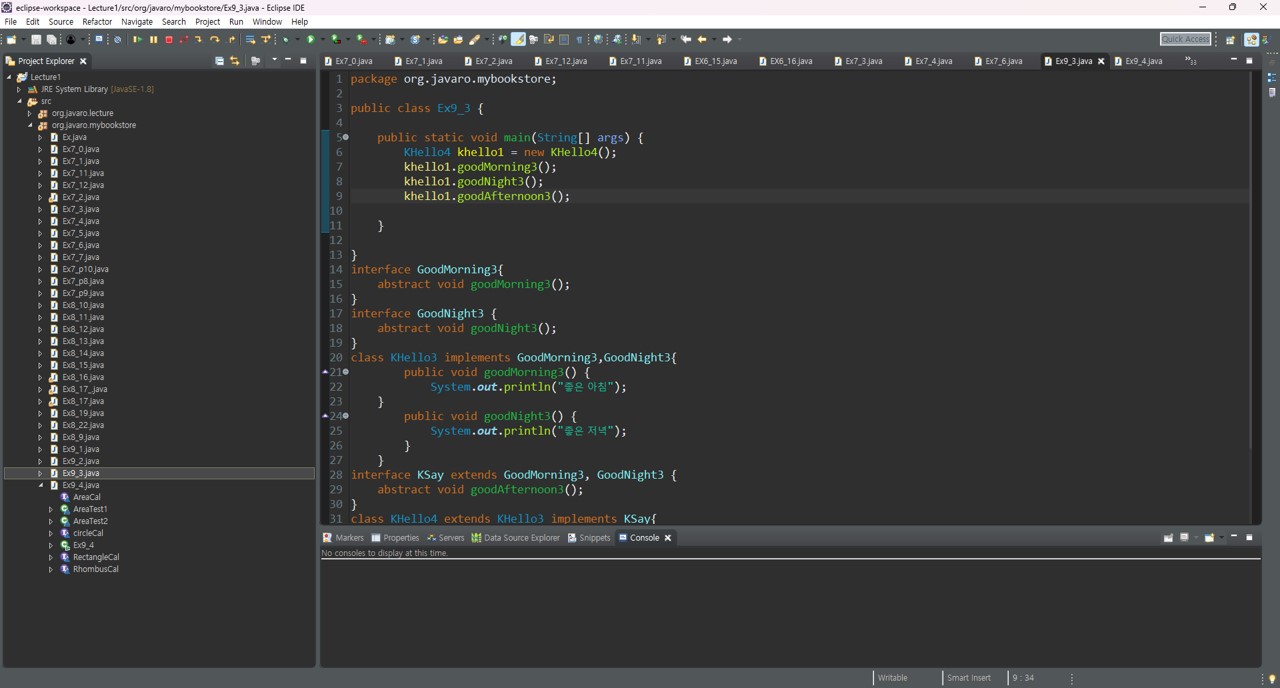 eclipse-workspace - Lecture1/src/org/javaro/mybookstore/Ex9_3.java - Eclipse IDE
File Edit Source Refactor Navigate Search Project Run Window Help
Quick Access
Project Explorer
Ex7_0.java Ex7_1.java Ex7_2.java Ex7_12.java Ex7_11.java EX6_15.java EX6_16.java Ex7_3.java Ex7_4.java Ex7_6.java Ex9_3.java Ex9_4.java 33
Lecture1
JRE System Library [JavaSE-1.8]
src
org.javaro.lecture
org.javaro.mybookstore
Ex.java
Ex7_0.java
Ex7_1.java
Ex7_11.java
Ex7_12.java
Ex7_2.java
Ex7_3.java
Ex7_4.java
Ex7_5.java
Ex7_6.java
Ex7_7.java
Ex7_p10.java
Ex7_p8.java
Ex7_p9.java
Ex8_10.java
Ex8_11.java
Ex8_12.java
Ex8_13.java
Ex8_14.java
Ex8_15.java
Ex8_16.java
Ex8_17_.java
Ex8_17.java
Ex8_19.java
Ex8_22.java
Ex8_9.java
Ex9_1.java
Ex9_2.java
Ex9_3.java
Ex9_4.java
AreaCal
AreaTest1
AreaTest2
circleCal
Ex9_4
RectangleCal
RhombusCal
1 package org.javaro.mybookstore;
2
3 public class Ex9_3 {
4
5 public static void main(String[] args) {
6 KHello4 khello1 = new KHello4();
7 khello1.goodMorning3();
8 khello1.goodNight3();
9 khello1.goodAfternoon3();
10
11 }
12
13 }
14 interface GoodMorning3{
15 abstract void goodMorning3();
16 }
17 interface GoodNight3 {
18 abstract void goodNight3();
19 }
20 class KHello3 implements GoodMorning3,GoodNight3{
21 public void goodMorning3() {
22 System.out.println("좋은 아침");
23 }
24 public void goodNight3() {
25 System.out.println("좋은 저녁");
26 }
27 }
28 interface KSay extends GoodMorning3, GoodNight3 {
29 abstract void goodAfternoon3();
30 }
31 class KHello4 extends KHello3 implements KSay{
Markers Properties Servers Data Source Explorer Snippets Console
No consoles to display at this time.
Writable Smart Insert 9 : 34